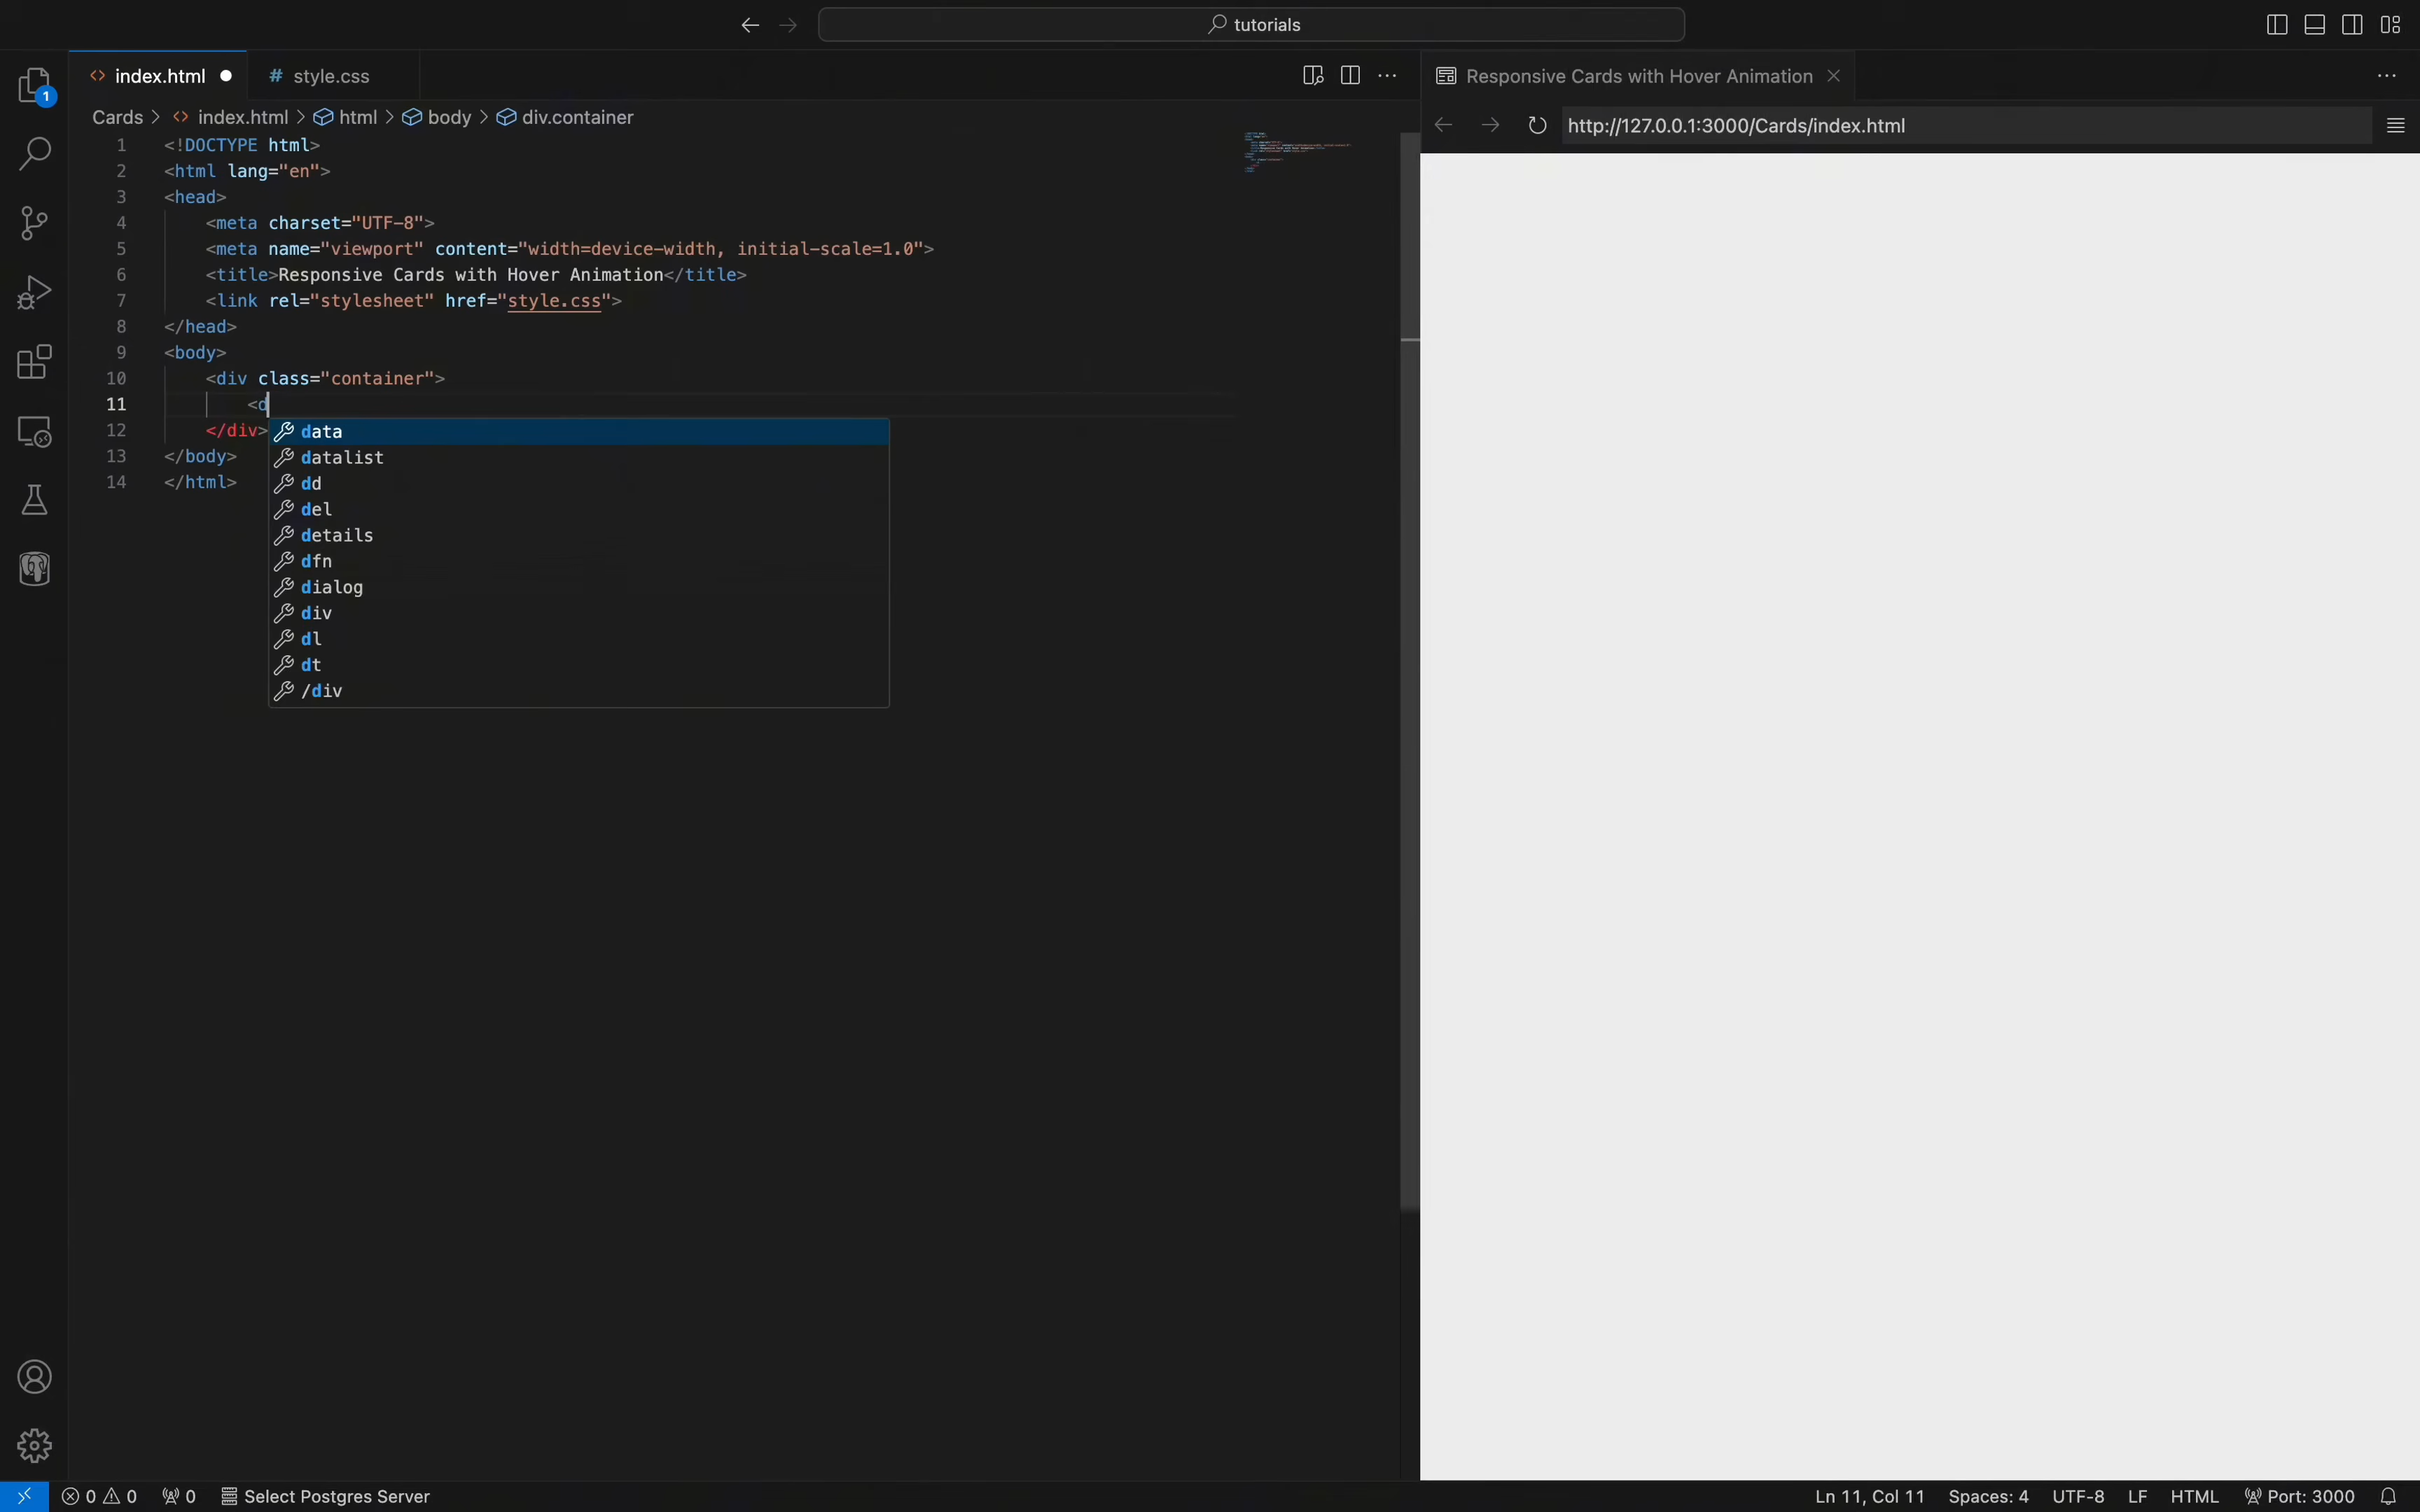 tutorials
index.html
# style.css
Responsive Cards with Hover Animation
Cards > index.html > html > body > div.container
http://127.0.0.1:3000/Cards/index.html
1
1 <!DOCTYPE html>
2 <html lang="en">
3 <head>
4 <meta charset="UTF-8">
5 <meta name="viewport" content="width=device-width, initial-scale=1.0">
6 <title>Responsive Cards with Hover Animation</title>
7 <link rel="stylesheet" href="style.css">
8 </head>
9 <body>
10 <div class="container">
11 <d
12 </div>
13 </body>
14 </html>
data
datalist
dd
del
details
dfn
dialog
div
dl
dt
/div
0 0 0 Select Postgres Server
Ln 11, Col 11 Spaces: 4 UTF-8 LF HTML Port: 3000